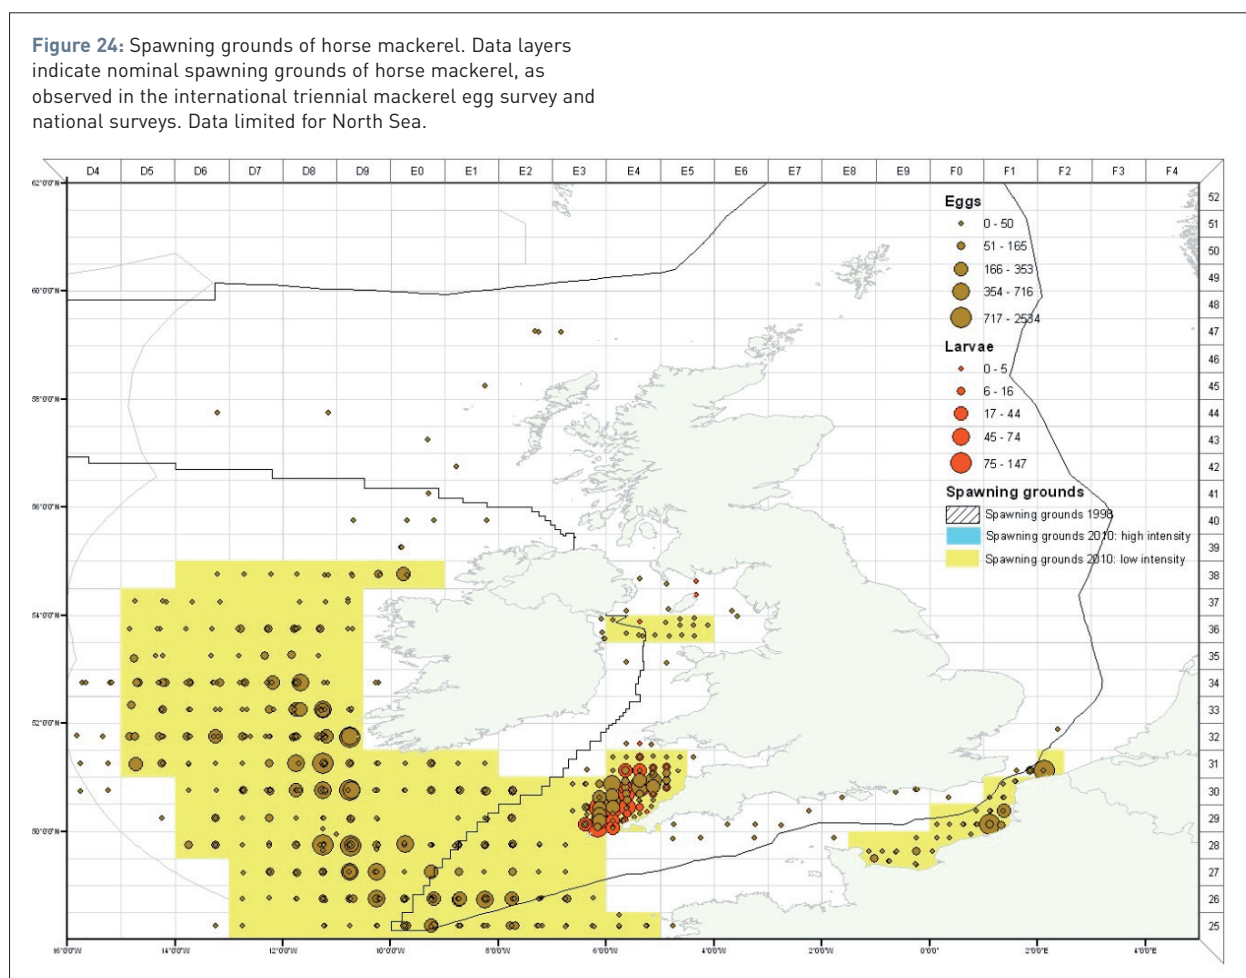 Figure 24: Spawning grounds of horse mackerel. Data layers
indicate nominal spawning grounds of horse mackerel, as
observed in the international triennial mackerel egg survey and
national surveys. Data limited for North Sea.
D4 D5 D6 D7 D8 D9 E0 E1 E2 E3 E4 E5 E6 E7 E8 E9 F0 F1 F2 F3 F4
62°0'0"N
60°0'0"N
58°0'0"N
56°0'0"N
54°0'0"N
52°0'0"N
50°0'0"N
52
51
50
49
48
47
46
45
44
43
42
41
40
39
38
37
36
35
34
33
32
31
30
29
28
27
26
25
Eggs
0 - 50
51 - 165
166 - 353
354 - 716
717 - 2534
Larvae
0 - 5
6 - 16
17 - 44
45 - 74
75 - 147
Spawning grounds
Spawning grounds 1998
Spawning grounds 2010: high intensity
Spawning grounds 2010: low intensity
16°0'0"W 14°0'0"W 12°0'0"W 10°0'0"W 8°0'0"W 6°0'0"W 4°0'0"W 2°0'0"W 0°0'0" 2°0'0"E 4°0'0"E